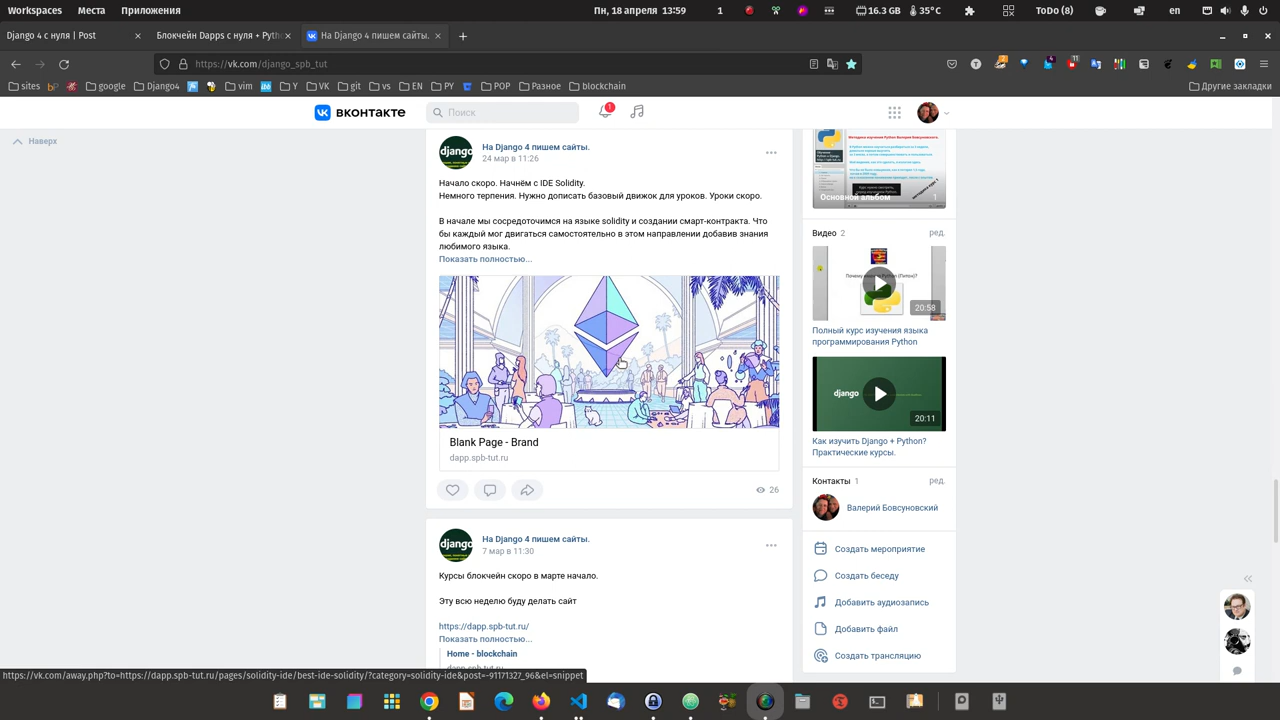 Workspaces Места Приложения
Пн, 18 апреля 13:59
1
35°C
ToDo (8)
en
Django 4 с нуля | Post
Блокчейн Dapps с нуля + Pyth
На Django 4 пишем сайты.
https://vk.com/django_spb_tut
sites
google
Django4
vim
Y
VK
git
vs
EN
PY
POP
Разное
blockchain
Другие закладки
вконтакте
Поиск
1
Наверх
На Django 4 пишем сайты.
24 мар в 11:26
Начало скоро. Начнём с IDE Solidity.
Немного терпения. Нужно дописать базовый движок для уроков. Уроки скоро.
В начале мы сосредоточимся на языке solidity и создании смарт-контракта. Что
бы каждый мог двигаться самостоятельно в этом направлении добавив знания
любимого языка.
Показать полностью...
Blank Page - Brand
dapp.spb-tut.ru
26
django
На Django 4 пишем сайты.
7 мар в 11:30
Курсы блокчейн скоро в марте начало.
Эту всю неделю буду делать сайт
https://dapp.spb-tut.ru/
Показать полностью...
Home - blockchain
Основной альбом 1
Видео 2
ред.
20:58
Полный курс изучения языка
программирования Python
django
20:11
Как изучить Django + Python?
Практические курсы.
Контакты 1
ред.
Валерий Бовсуновский
Создать мероприятие
Создать беседу
Добавить аудиозапись
Добавить файл
Создать трансляцию
https://vk.com/away.php?to=https://dapp.spb-tut.ru/pages/solidity-ide/best-ide-solidity/?category=solidity-ide&post=-91171327_96&el=snippet